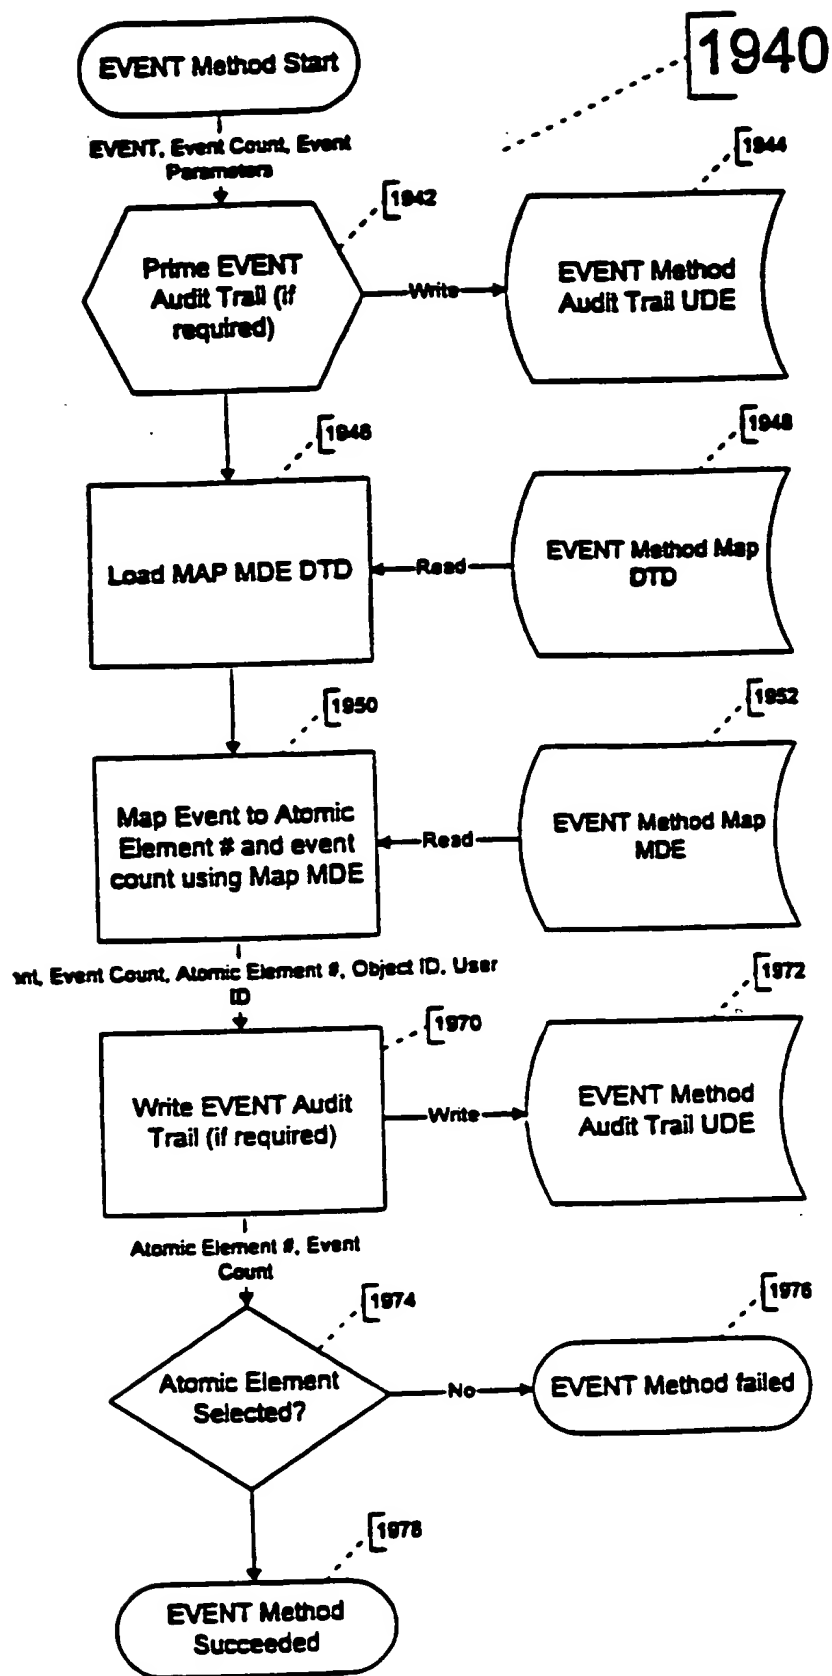 1940
EVENT Method Start
EVENT, Event Count, Event
Parameters
1942
1944
Prime EVENT
Audit Trail (if
required)
Write
EVENT Method
Audit Trail UDE
1946
1948
Load MAP MDE DTD
Read
EVENT Method Map
DTD
1950
1952
Map Event to Atomic
Element # and event
count using Map MDE
Read
EVENT Method Map
MDE
Event Count, Atomic Element #, Object ID, User
ID
1970
1972
Write EVENT Audit
Trail (if required)
Write
EVENT Method
Audit Trail UDE
Atomic Element #, Event
Count
1974
1976
Atomic Element
Selected?
No
EVENT Method failed
1978
EVENT Method
Succeeded